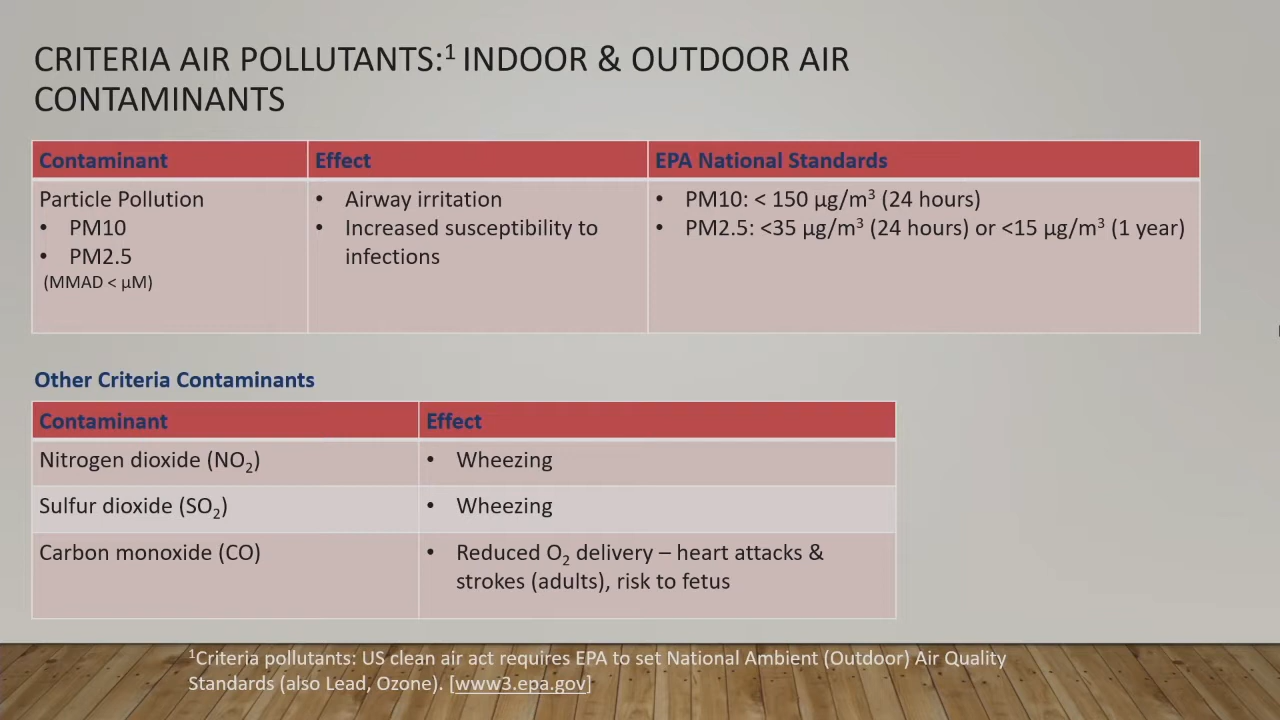 CRITERIA AIR POLLUTANTS:¹ INDOOR & OUTDOOR AIR
CONTAMINANTS
Contaminant Effect EPA National Standards
Particle Pollution
• PM10
• PM2.5
(MMAD < µM)
• Airway irritation
• Increased susceptibility to
infections
• PM10: < 150 µg/m³ (24 hours)
• PM2.5: <35 µg/m³ (24 hours) or <15 µg/m³ (1 year)
Other Criteria Contaminants
Contaminant Effect
Nitrogen dioxide (NO₂) • Wheezing
Sulfur dioxide (SO₂) • Wheezing
Carbon monoxide (CO) • Reduced O₂ delivery – heart attacks &
strokes (adults), risk to fetus
¹Criteria pollutants: US clean air act requires EPA to set National Ambient (Outdoor) Air Quality
Standards (also Lead, Ozone). [www3.epa.gov]